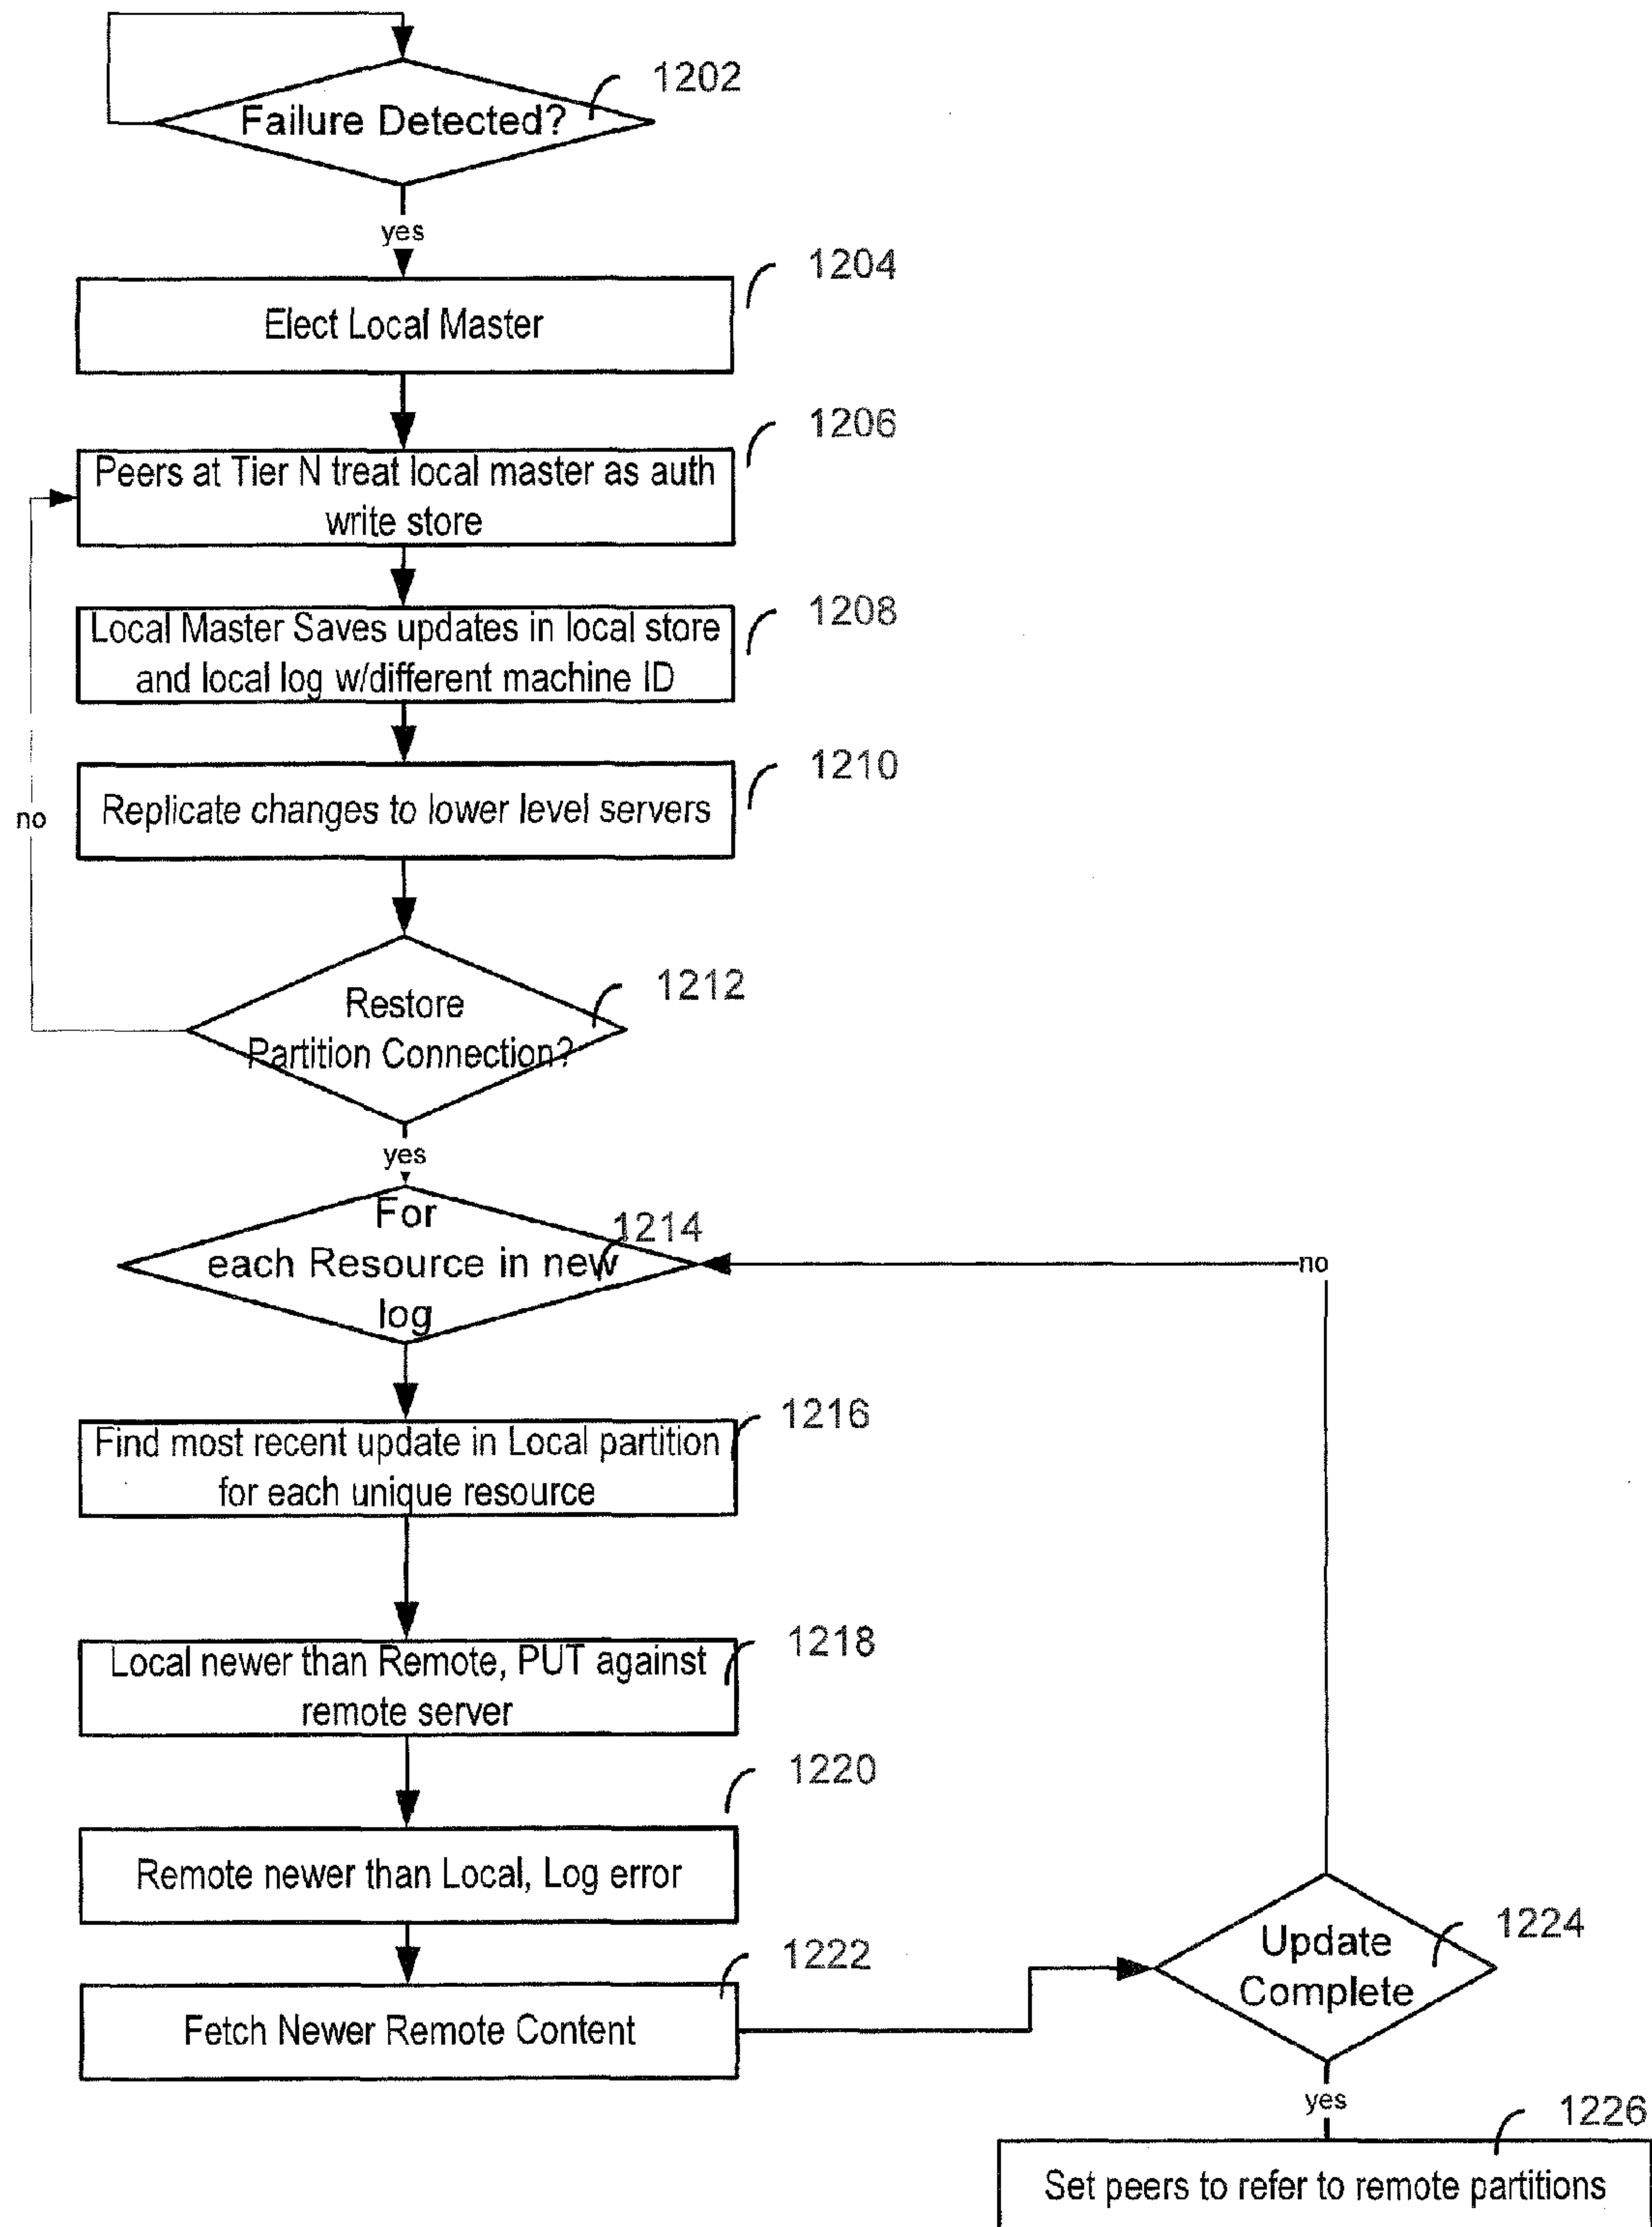 1202
Failure Detected?
yes
1204
Elect Local Master
1206
Peers at Tier N treat local master as auth
write store
1208
Local Master Saves updates in local store
and local log w/different machine ID
1210
Replicate changes to lower level servers
no
1212
Restore
Partition Connection?
yes
For
1214
each Resource in new
log
no
1216
Find most recent update in Local partition
for each unique resource
1218
Local newer than Remote, PUT against
remote server
1220
Remote newer than Local, Log error
1222
Fetch Newer Remote Content
1224
Update
Complete
yes
1226
Set peers to refer to remote partitions